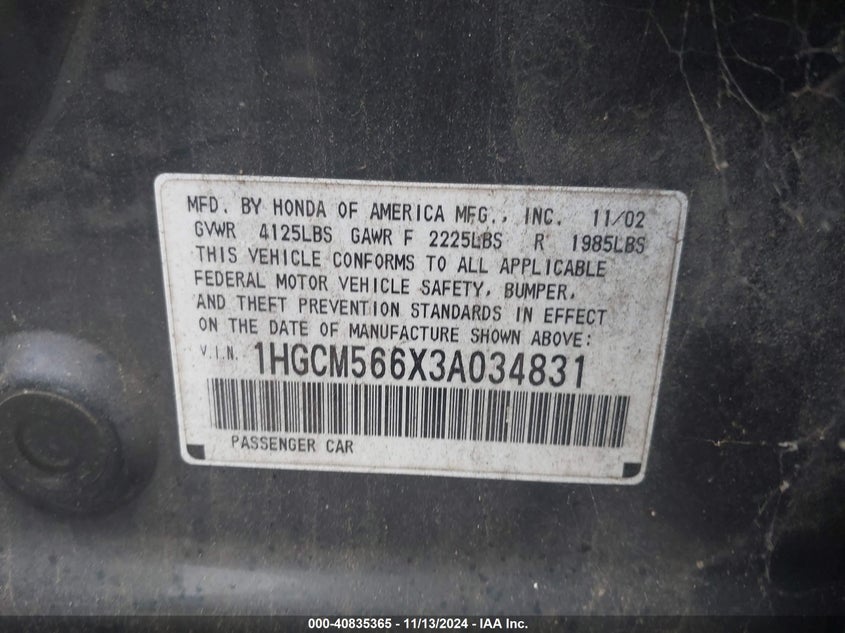 MFD. BY HONDA OF AMERICA MFG., INC. 11/02
GVWR 4125LBS GAWR F 2225LBS R 1985LBS
THIS VEHICLE CONFORMS TO ALL APPLICABLE
FEDERAL MOTOR VEHICLE SAFETY, BUMPER,
AND THEFT PREVENTION STANDARDS IN EFFECT
ON THE DATE OF MANUFACTURE SHOWN ABOVE:
V.I.N. 1HGCM566X3A034831
PASSENGER CAR
000-40835365 - 11/13/2024 - IAA Inc.